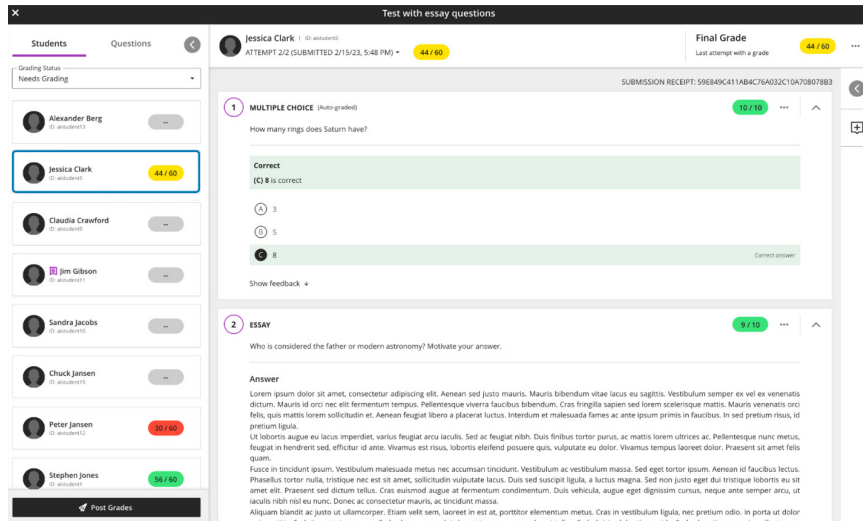 Test with essay questions
Students
Questions
Grading Status
Needs Grading
Alexander Berg
ID: aistudent13
--
Jessica Clark
ID: aistudent5
44 / 60
Claudia Crawford
ID: aistudent9
--
Jim Gibson
ID: aistudent11
--
Sandra Jacobs
--
Chuck Jansen
ID: aistudent15
--
Peter Jansen
ID: aistudent12
30 / 60
Stephen Jones
ID: aistudent1
56 / 60
Post Grades
Jessica Clark | ID: aistudent5
ATTEMPT 2/2 (SUBMITTED 2/15/23, 5:48 PM)
44 / 60
Final Grade
Last attempt with a grade
44 / 60
SUBMISSION RECEIPT: 59E849C411AB4C76A032C10A708078B3
1 MULTIPLE CHOICE (Auto-graded)
10 / 10
How many rings does Saturn have?
Correct
(C) 8 is correct
A 3
B 5
C 8
Correct answer
Show feedback
2 ESSAY
9 / 10
Who is considered the father or modern astronomy? Motivate your answer.
Answer
Lorem ipsum dolor sit amet, consectetur adipiscing elit. Aenean sed justo mauris. Mauris bibendum vitae lacus eu sagittis. Vestibulum semper ex vel ex venenatis
dictum. Mauris id orci nec elit fermentum tempus. Pellentesque viverra faucibus bibendum. Cras fringilla sapien sed lorem scelerisque mattis. Mauris venenatis orci
felis, quis mattis lorem sollicitudin et. Aenean feugiat libero a placerat luctus. Interdum et malesuada fames ac ante ipsum primis in faucibus. In sed pretium risus, id
pretium ligula.
Ut lobortis augue eu lacus imperdiet, varius feugiat arcu iaculis. Sed ac feugiat nibh. Duis finibus tortor purus, ac mattis lorem ultrices ac. Pellentesque nunc metus,
feugiat in hendrerit sed, efficitur id ante. Vivamus est risus, lobortis eleifend posuere quis, vulputate eu dolor. Vivamus tempus laoreet dolor. Praesent sit amet felis
quam.
Fusce in tincidunt ipsum. Vestibulum malesuada metus nec accumsan tincidunt. Vestibulum ac vestibulum massa. Sed eget tortor ipsum. Aenean id faucibus lectus.
Phasellus tortor nulla, tristique nec est sit amet, sollicitudin vulputate lacus. Duis sed suscipit ligula, a luctus magna. Sed non justo eget dui tristique lobortis eu sit
amet elit. Praesent sed dictum tellus. Cras euismod augue at fermentum condimentum. Duis vehicula, augue eget dignissim cursus, neque ante semper arcu, ut
iaculis nibh nisl eu nunc. Donec ac consectetur mauris, ac tincidunt massa.
Aliquam blandit ac justo ut ullamcorper. Etiam velit sem, laoreet in est at, porttitor elementum metus. Cras in vestibulum ligula, nec pretium odio. In porta ut dolor